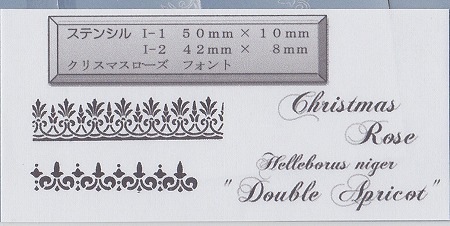 ステンシル I-1 50mm × 10mm
I-2 42mm × 8mm
クリスマスローズ フォント
Christmas
Rose
Helleborus niger
"Double Apricot"